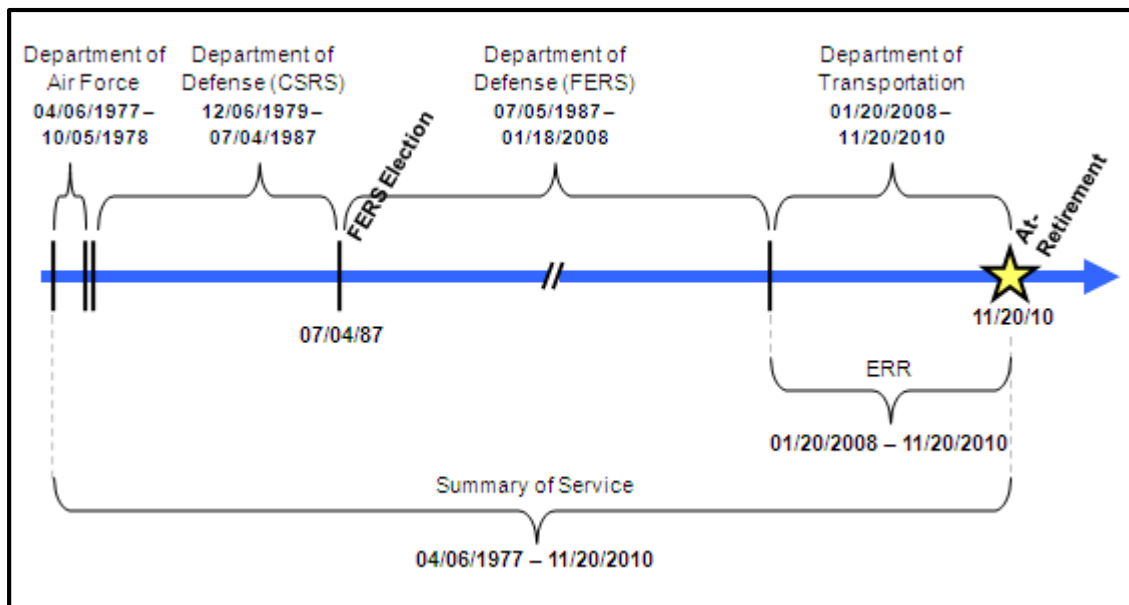 Department of
Air Force
04/06/1977–
10/05/1978
Department of
Defense (CSRS)
12/06/1979–
07/04/1987
FERS Election
Department of
Defense (FERS)
07/05/1987–
01/18/2008
Department of
Transportation
01/20/2008–
11/20/2010
At-
Retirement
//
07/04/87
11/20/10
ERR
01/20/2008 – 11/20/2010
Summary of Service
04/06/1977 – 11/20/2010